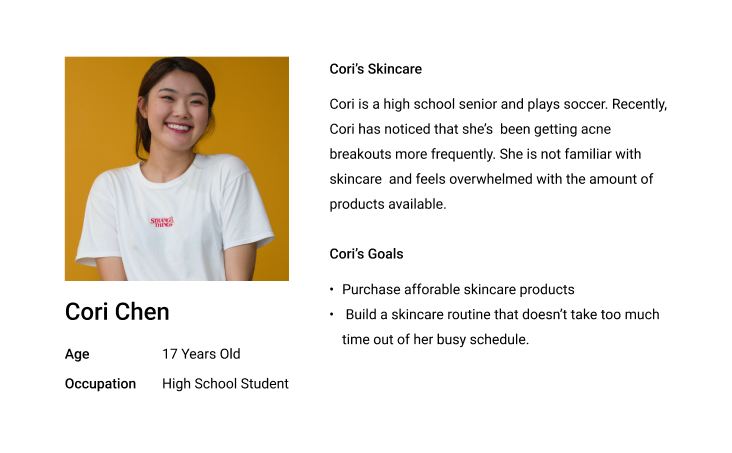 STRANGER
THINGS
Cori Chen
Age 17 Years Old
Occupation High School Student
Cori's Skincare
Cori is a high school senior and plays soccer. Recently,
Cori has noticed that she's been getting acne
breakouts more frequently. She is not familiar with
skincare and feels overwhelmed with the amount of
products available.
Cori's Goals
• Purchase afforable skincare products
• Build a skincare routine that doesn't take too much
time out of her busy schedule.